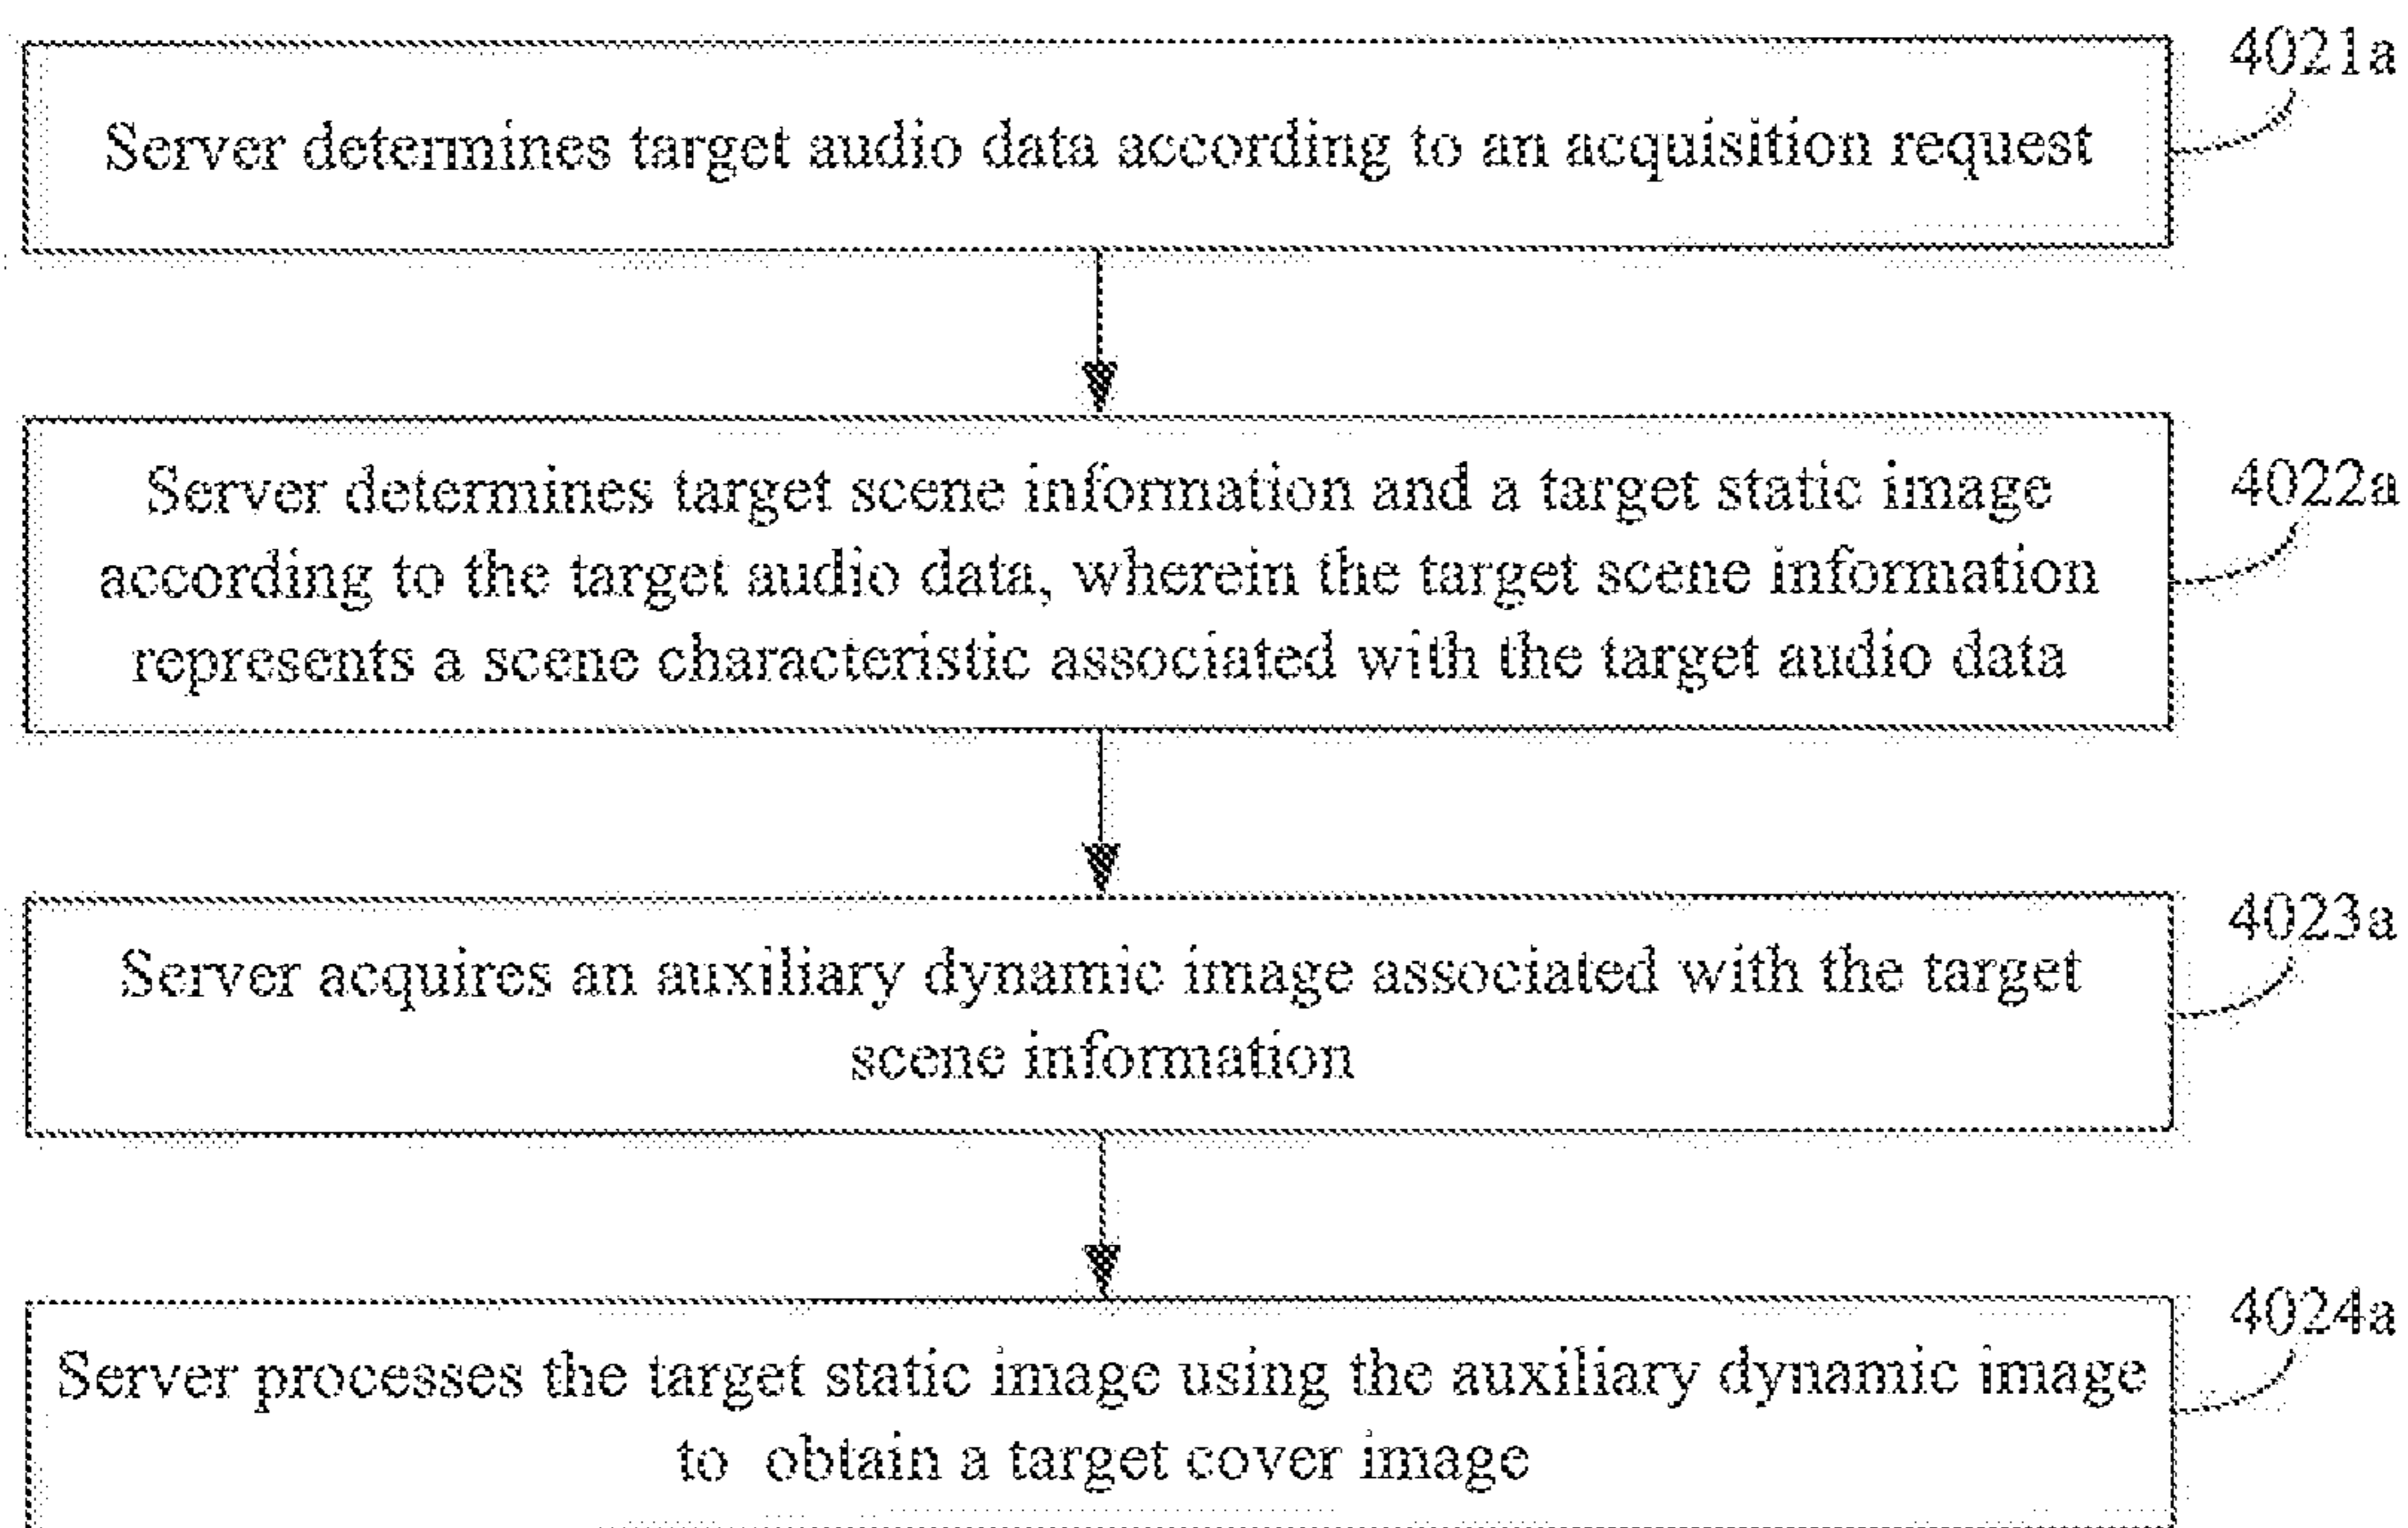 4021a
Server determines target audio data according to an acquisition request
4022a
Server determines target scene information and a target static image
according to the target audio data, wherein the target scene information
represents a scene characteristic associated with the target audio data
4023a
Server acquires an auxiliary dynamic image associated with the target
scene information
4024a
Server processes the target static image using the auxiliary dynamic image
to obtain a target cover image